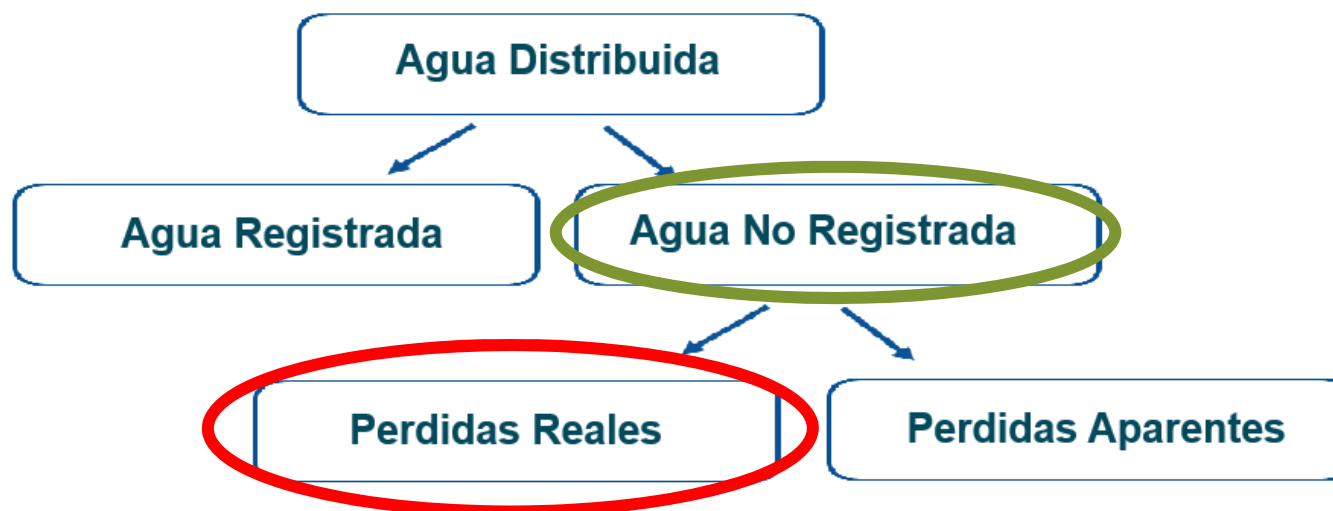 Agua Distribuida
Agua Registrada
Agua No Registrada
Perdidas Reales
Perdidas Aparentes